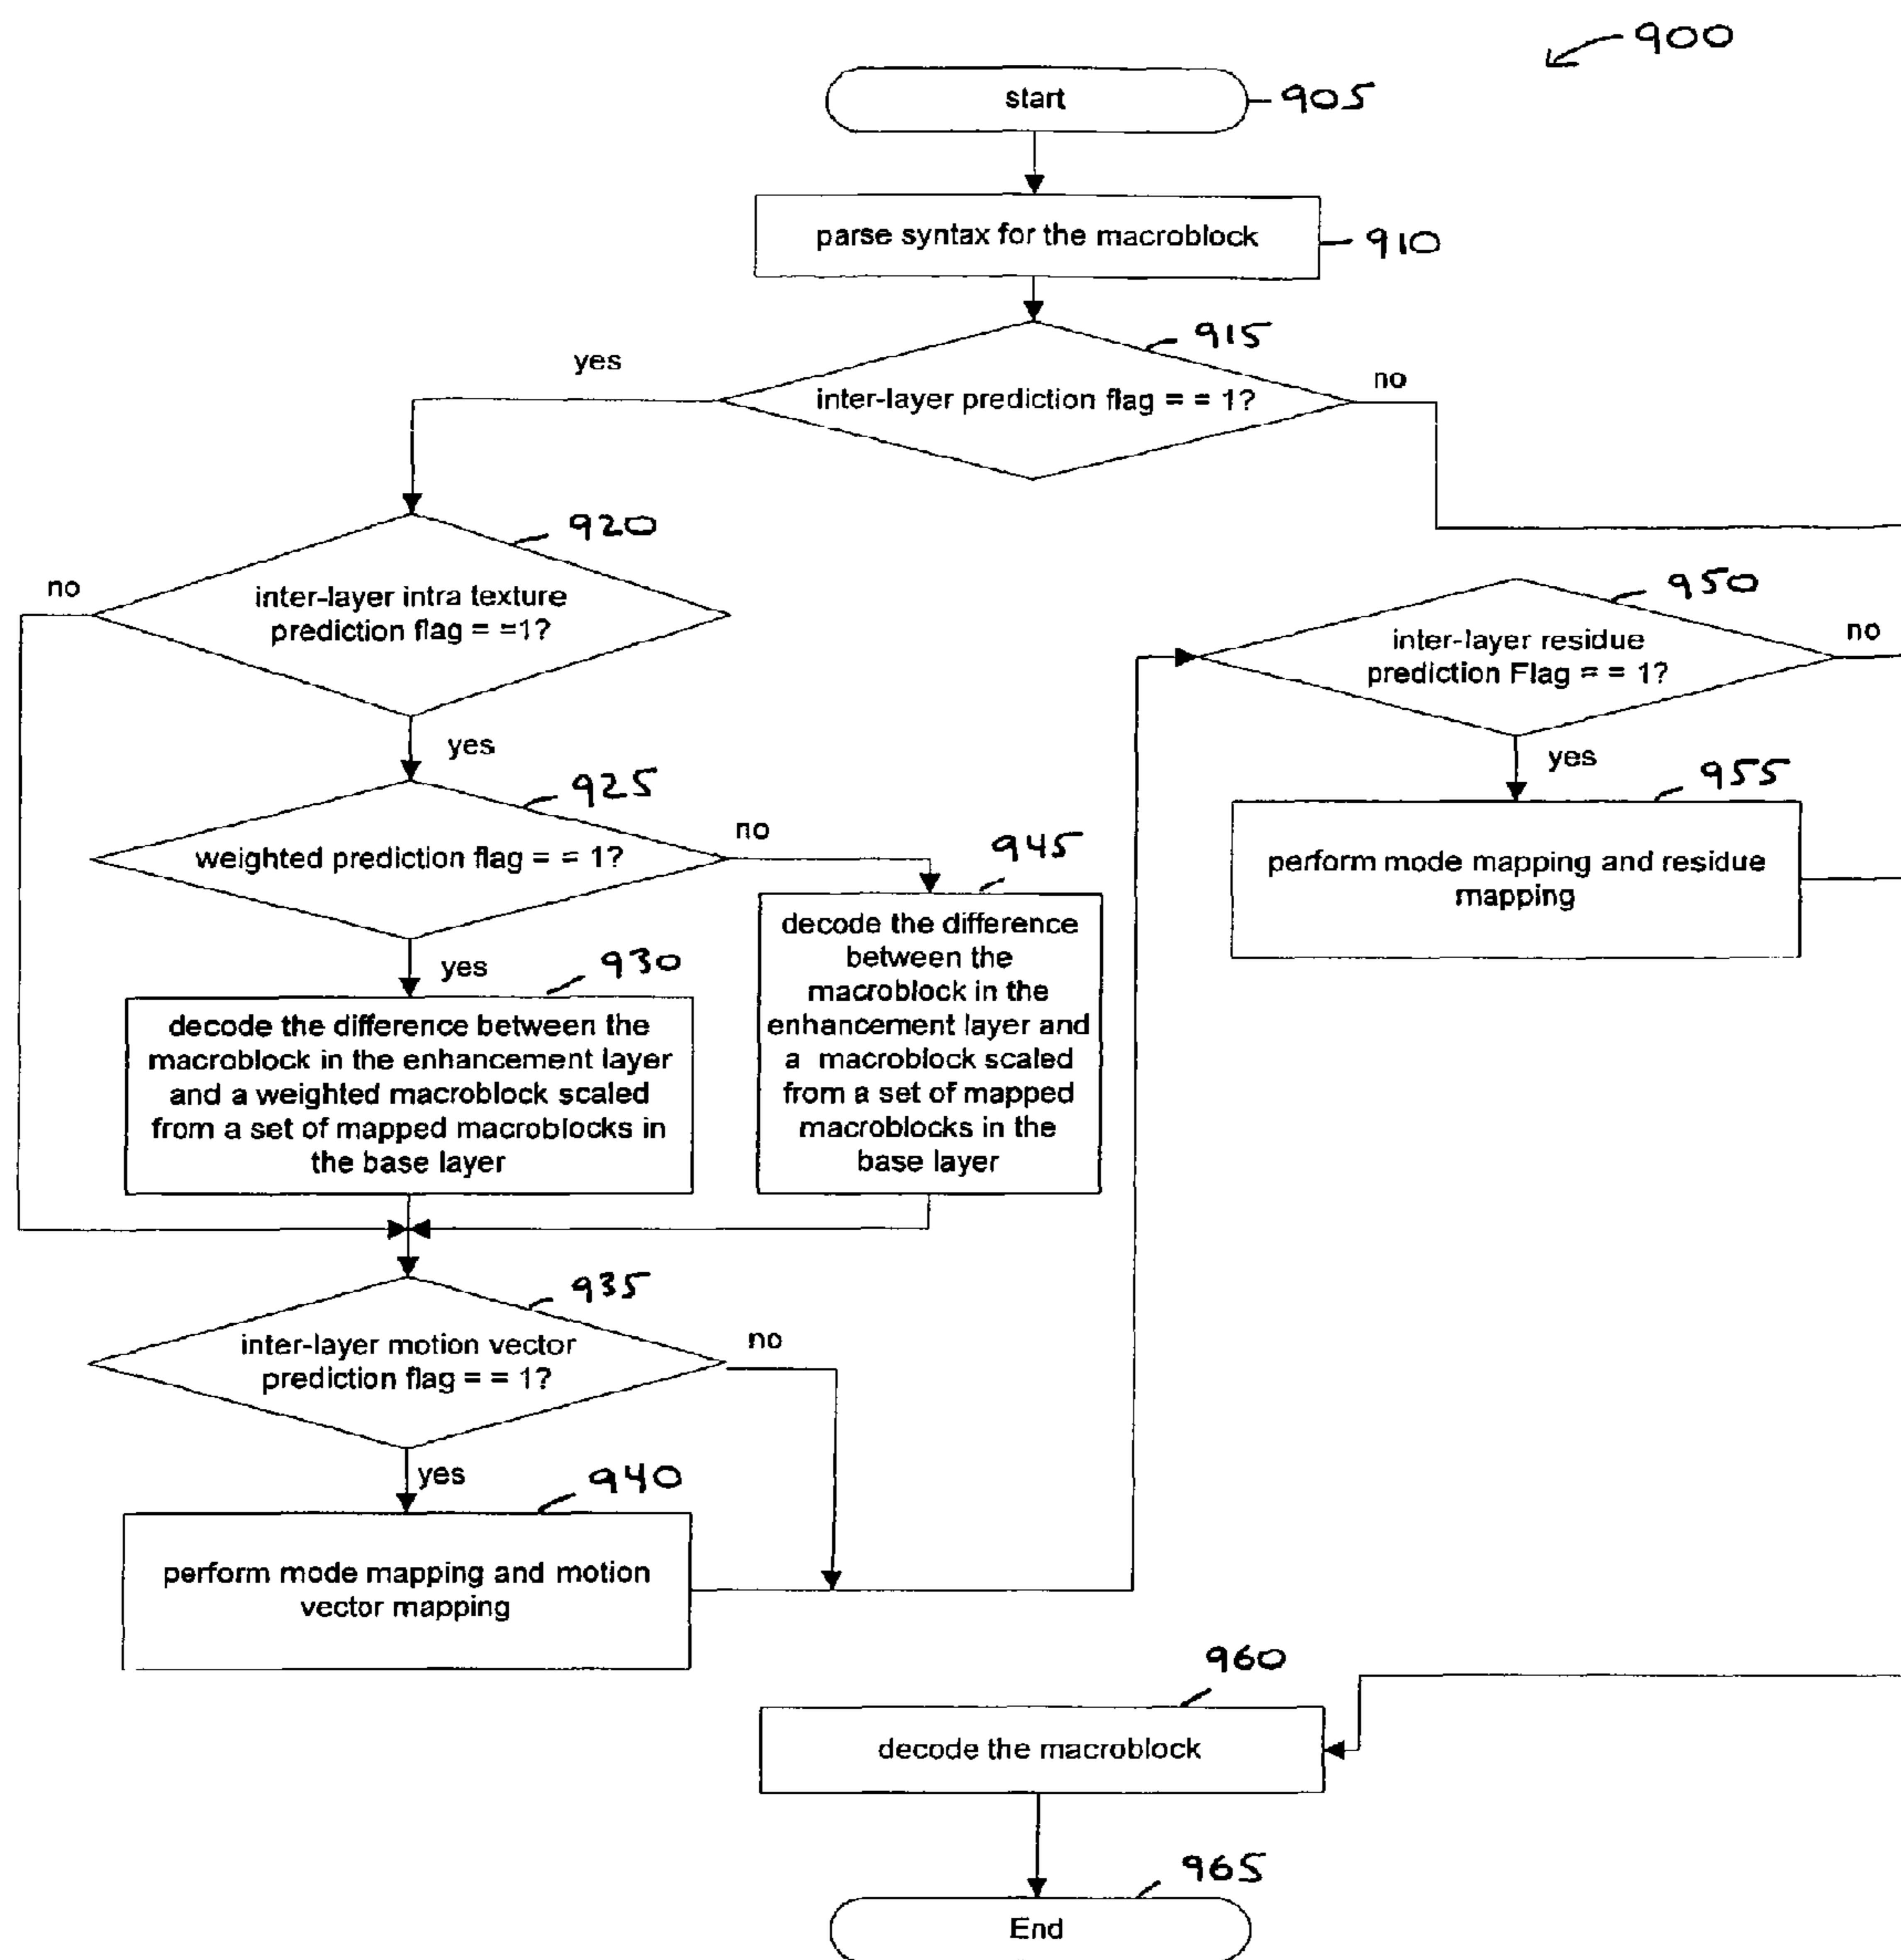 900
start
905
parse syntax for the macroblock
910
915
yes
inter-layer prediction flag = = 1?
no
920
no
inter-layer intra texture
prediction flag = =1?
950
inter-layer residue
prediction Flag = = 1?
no
yes
yes
925
weighted prediction flag = = 1?
no
945
955
perform mode mapping and residue
mapping
decode the difference
between the
macroblock in the
enhancement layer and
a macroblock scaled
from a set of mapped
macroblocks in the
base layer
yes
930
decode the difference between the
macroblock in the enhancement layer
and a weighted macroblock scaled
from a set of mapped macroblocks in
the base layer
935
inter-layer motion vector
prediction flag = = 1?
no
yes
940
perform mode mapping and motion
vector mapping
960
decode the macroblock
965
End